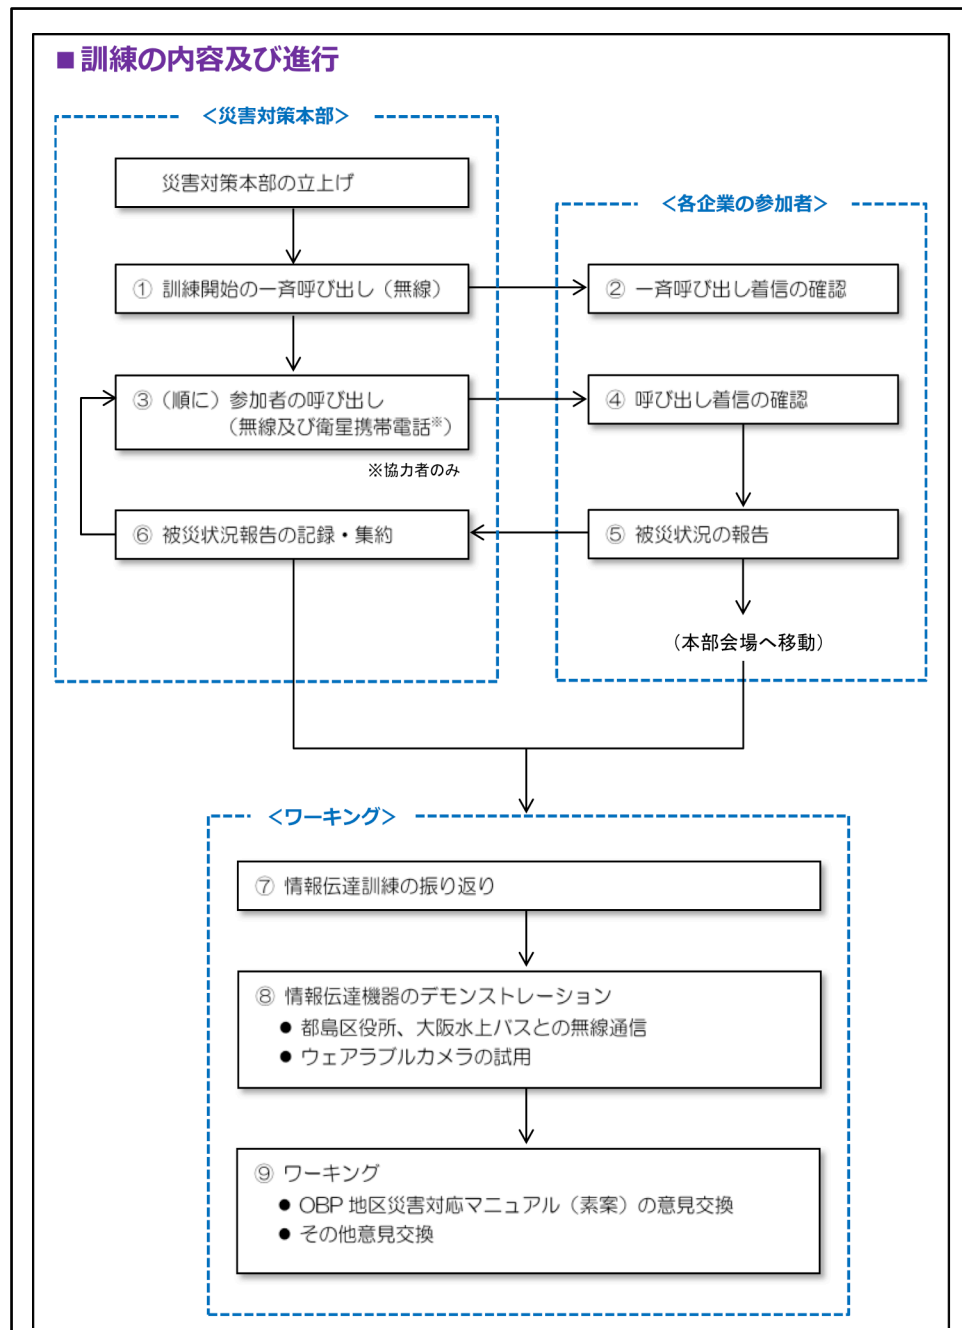 ■訓練の内容及び進行
＜災害対策本部＞
災害対策本部の立上げ
＜各企業の参加者＞
① 訓練開始の一斉呼び出し（無線）
② 一斉呼び出し着信の確認
③（順に）参加者の呼び出し
（無線及び衛星携帯電話※）
④ 呼び出し着信の確認
※協力者のみ
⑥ 被災状況報告の記録・集約
⑤ 被災状況の報告
（本部会場へ移動）
＜ワーキング＞
⑦ 情報伝達訓練の振り返り
⑧ 情報伝達機器のデモンストレーション
● 都島区役所、大阪水上バスとの無線通信
● ウェアラブルカメラの試用
⑨ ワーキング
● OBP 地区災害対応マニュアル（素案）の意見交換
● その他意見交換